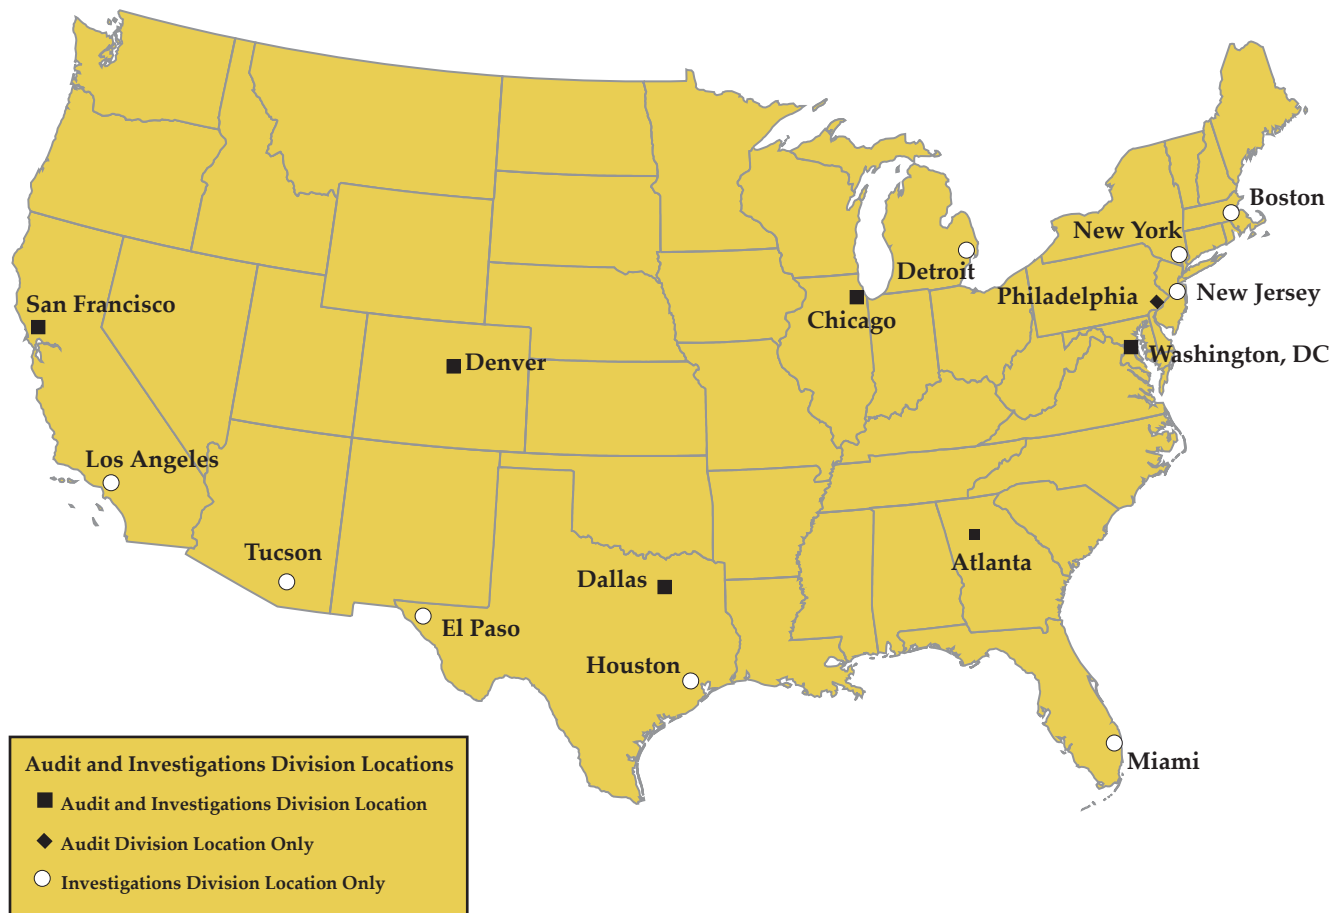 Boston
New York
Detroit
Philadelphia
New Jersey
San Francisco
Chicago
Washington, DC
Denver
Los Angeles
Tucson
Atlanta
Dallas
El Paso
Houston
Miami
Audit and Investigations Division Locations
Audit and Investigations Division Location
Audit Division Location Only
Investigations Division Location Only